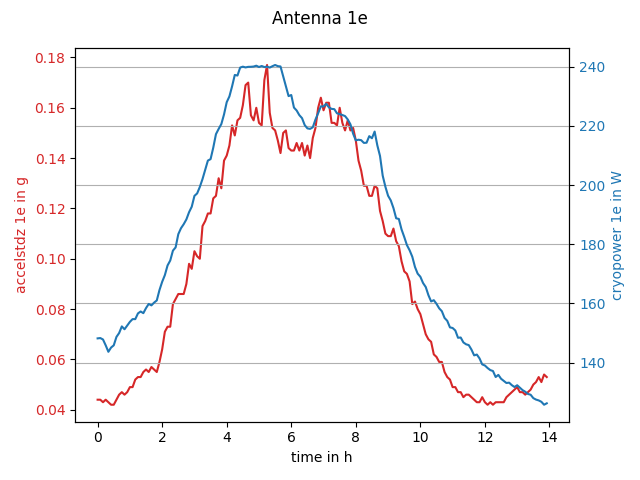 Antenna 1e
accelstdz 1e in g
0.18
0.16
0.14
0.12
0.10
0.08
0.06
0.04
240
220
200
180
160
140
cryopower 1e in W
0 2 4 6 8 10 12 14
time in h